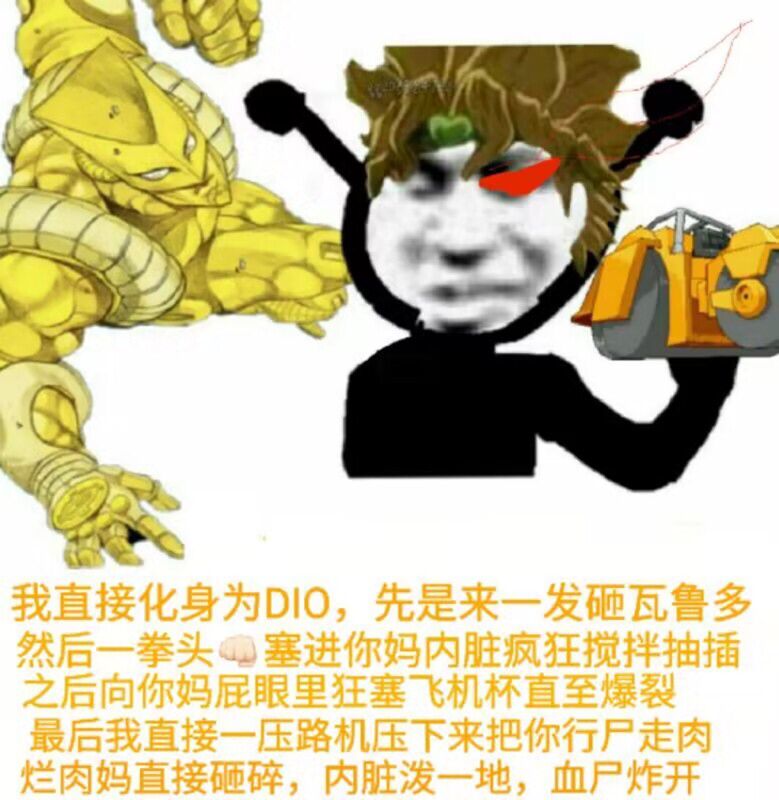 我直接化身为DIO，先是来一发砸瓦鲁多
然后一拳头👊🏻塞进你妈内脏疯狂搅拌抽插
之后向你妈屁眼里狂塞飞机杯直至爆裂
最后我直接一压路机压下来把你行尸走肉
烂肉妈直接砸碎，内脏泼一地，血尸炸开